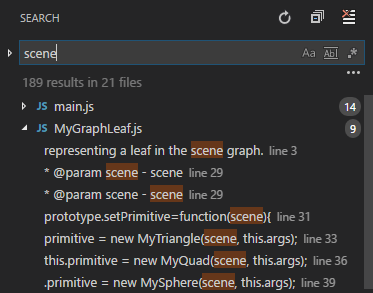 SEARCH
scene
Aa Abl .*
189 results in 21 files
...
JS main.js 14
JS MyGraphLeaf.js 9
representing a leaf in the scene graph. line 3
* @param scene - scene line 29
* @param scene - scene line 29
prototype.setPrimitive=function(scene){ line 31
primitive = new MyTriangle(scene, this.args); line 33
this.primitive = new MyQuad(scene, this.args); line 36
.primitive = new MySphere(scene, this.args); line 39